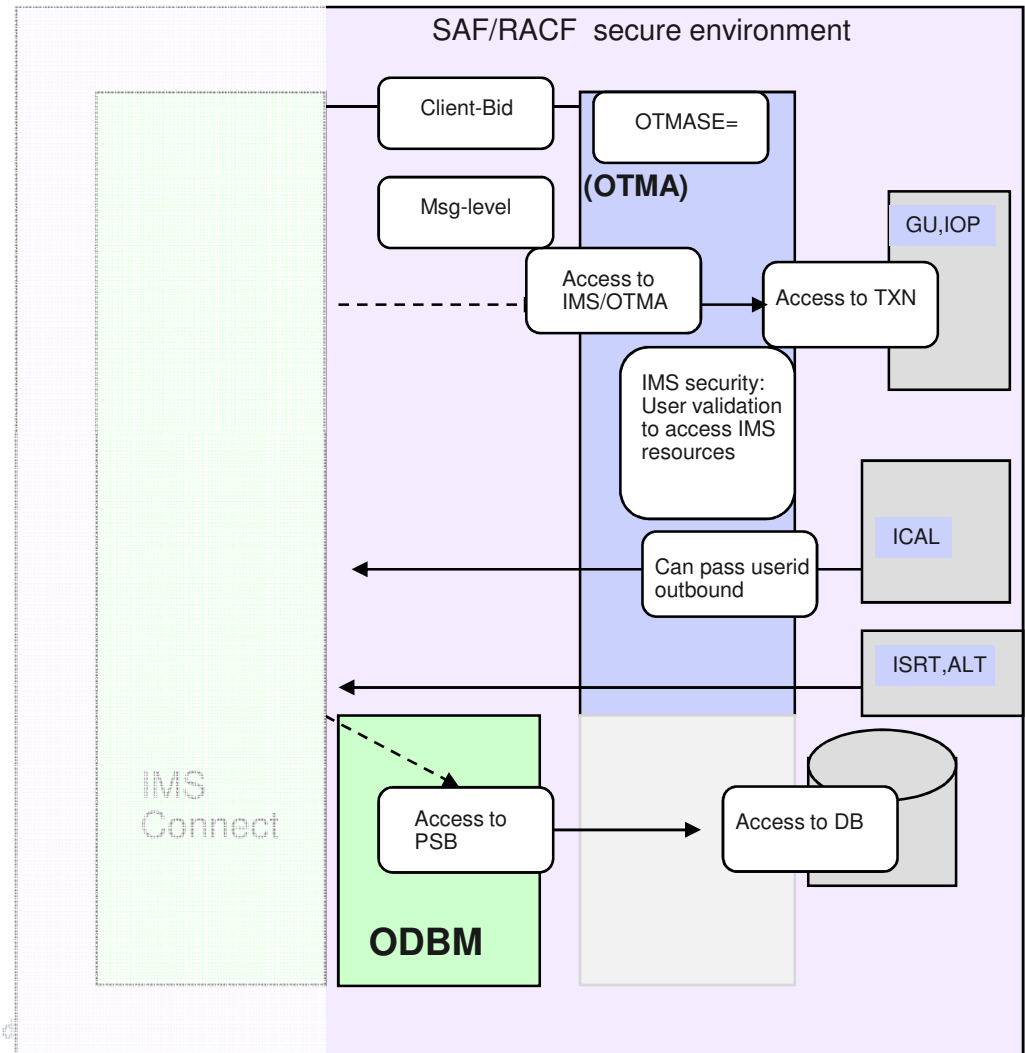 SAF/RACF secure environment
Client-Bid
OTMASE=
(OTMA)
Msg-level
GU,IOP
Access to
IMS/OTMA
Access to TXN
IMS security:
User validation
to access IMS
resources
ICAL
Can pass userid
outbound
ISRT,ALT
IMS
Connect
Access to
PSB
Access to DB
ODBM